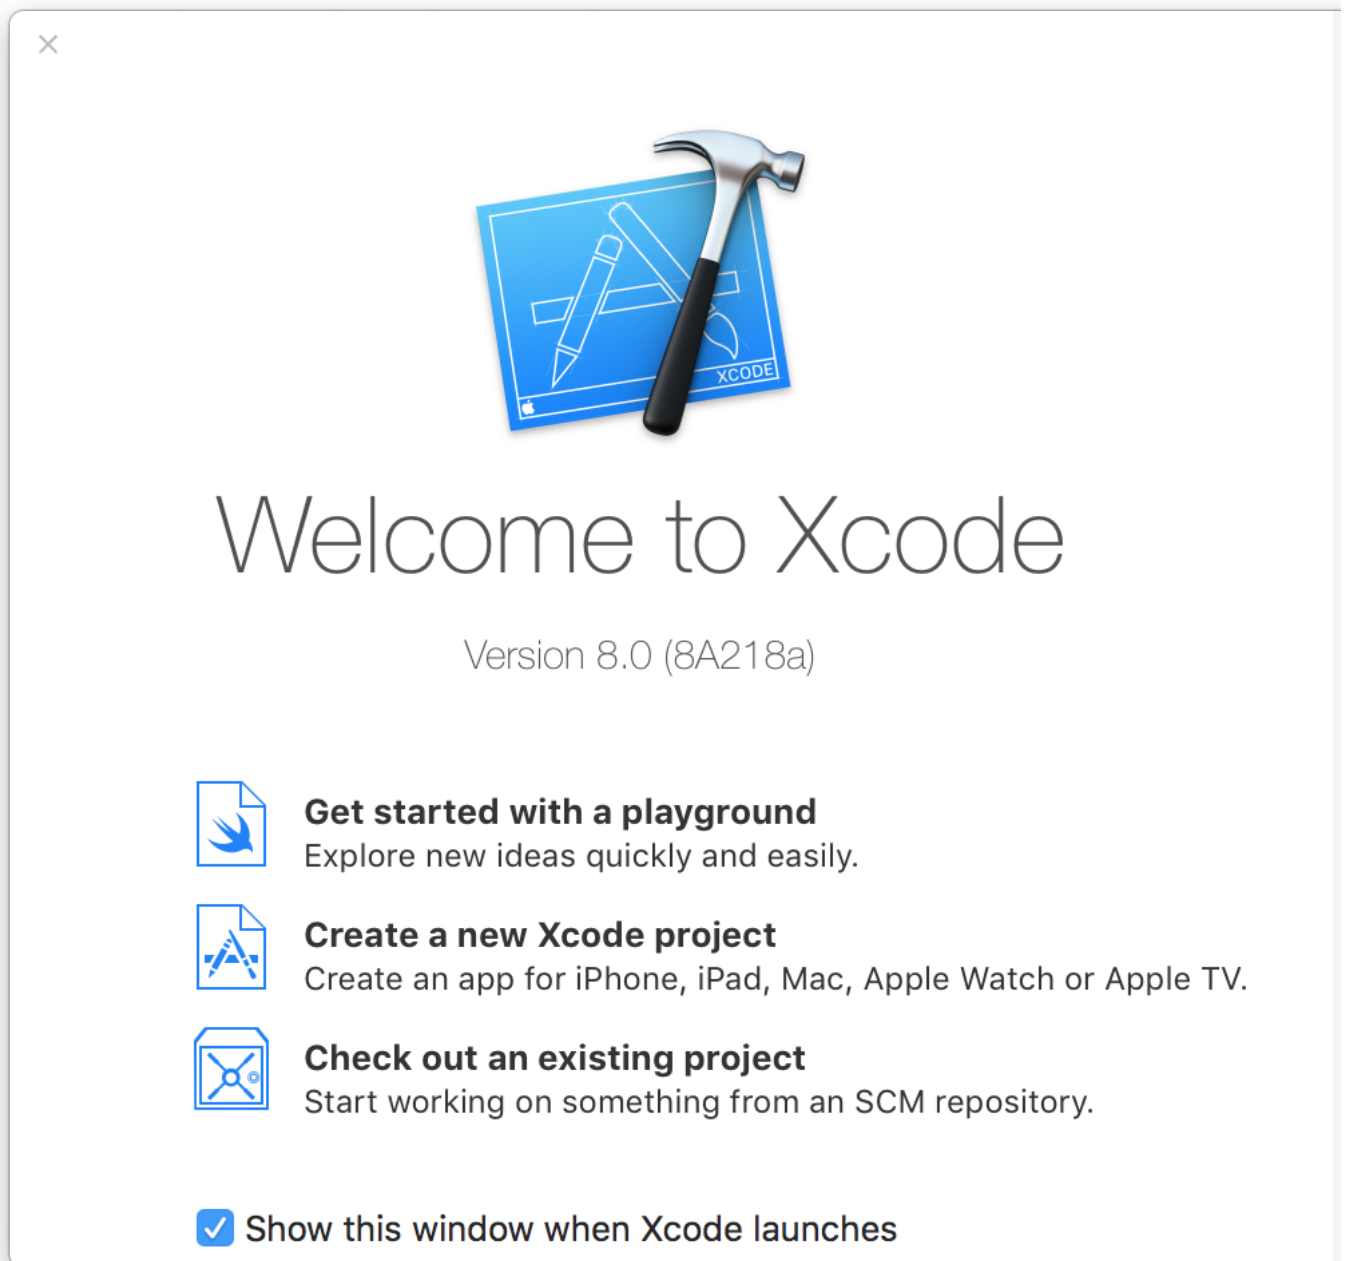 XCODE
Welcome to Xcode
Version 8.0 (8A218a)
Get started with a playground
Explore new ideas quickly and easily.
Create a new Xcode project
Create an app for iPhone, iPad, Mac, Apple Watch or Apple TV.
Check out an existing project
Start working on something from an SCM repository.
Show this window when Xcode launches